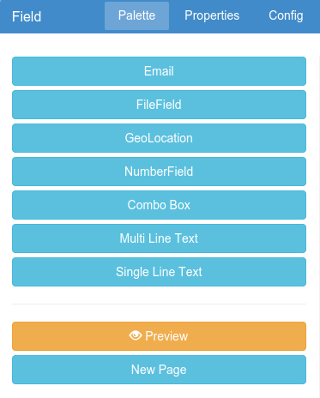 Field Palette Properties Config
Email
FileField
GeoLocation
NumberField
Combo Box
Multi Line Text
Single Line Text
Preview
New Page